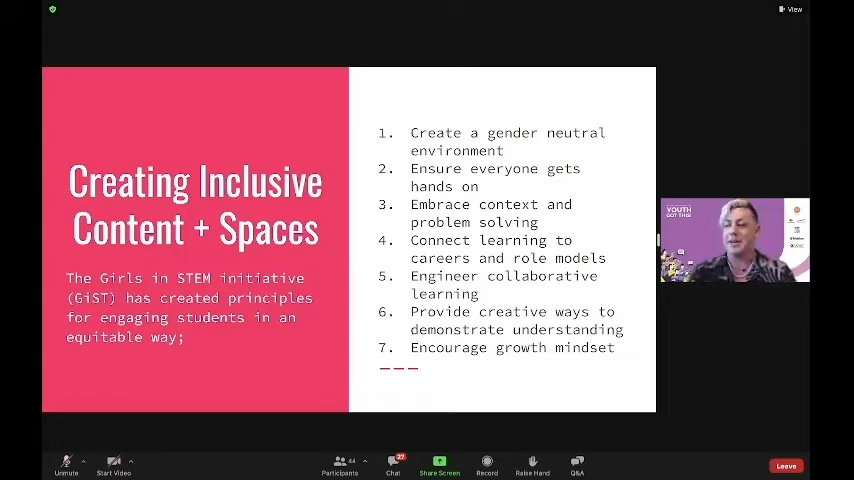 View
Creating Inclusive
Content + Spaces
The Girls in STEM initiative
(GiST) has created principles
for engaging students in an
equitable way;
1. Create a gender neutral
environment
2. Ensure everyone gets
hands on
3. Embrace context and
problem solving
4. Connect learning to
careers and role models
5. Engineer collaborative
learning
6. Provide creative ways to
demonstrate understanding
7. Encourage growth mindset
YOUTH
GOT THIS
Unmute
Start Video
44
Participants
27
Chat
Share Screen
Record
Raise Hand
Q&A
Leave